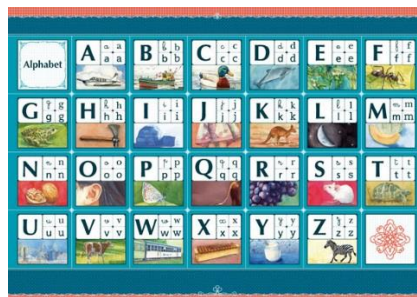 Alphabet A a a a a B b b b b C c c c c D d d d d E e e e e F f f f f
G g g g g H h h h h I i i i i J j j j j K k k k k L l l l l M m m m m
N n n n n O o o o o P p p p p Q q q q q R r r r r S s s s s T t t t t
U u u u u V v v v v W w w w w X x x x x Y y y y y Z z z z z